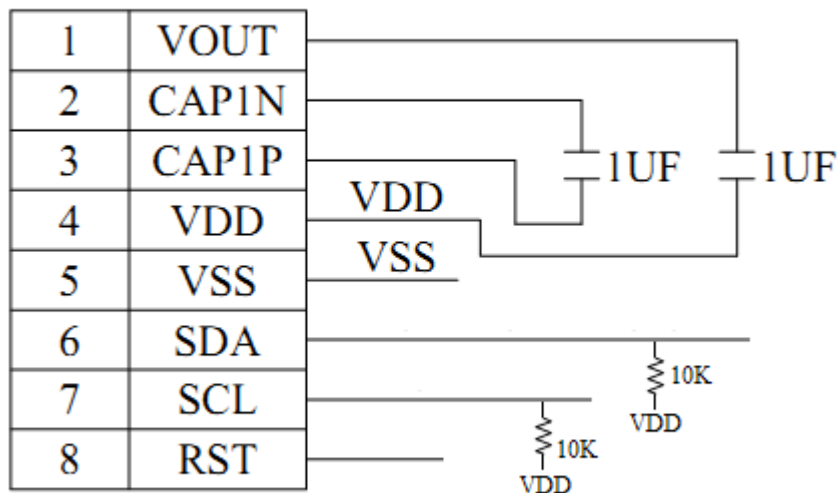 1 VOUT
2 CAP1N
3 CAP1P
1UF 1UF
4 VDD VDD
5 VSS VSS
6 SDA
10K
VDD
7 SCL
10K
VDD
8 RST